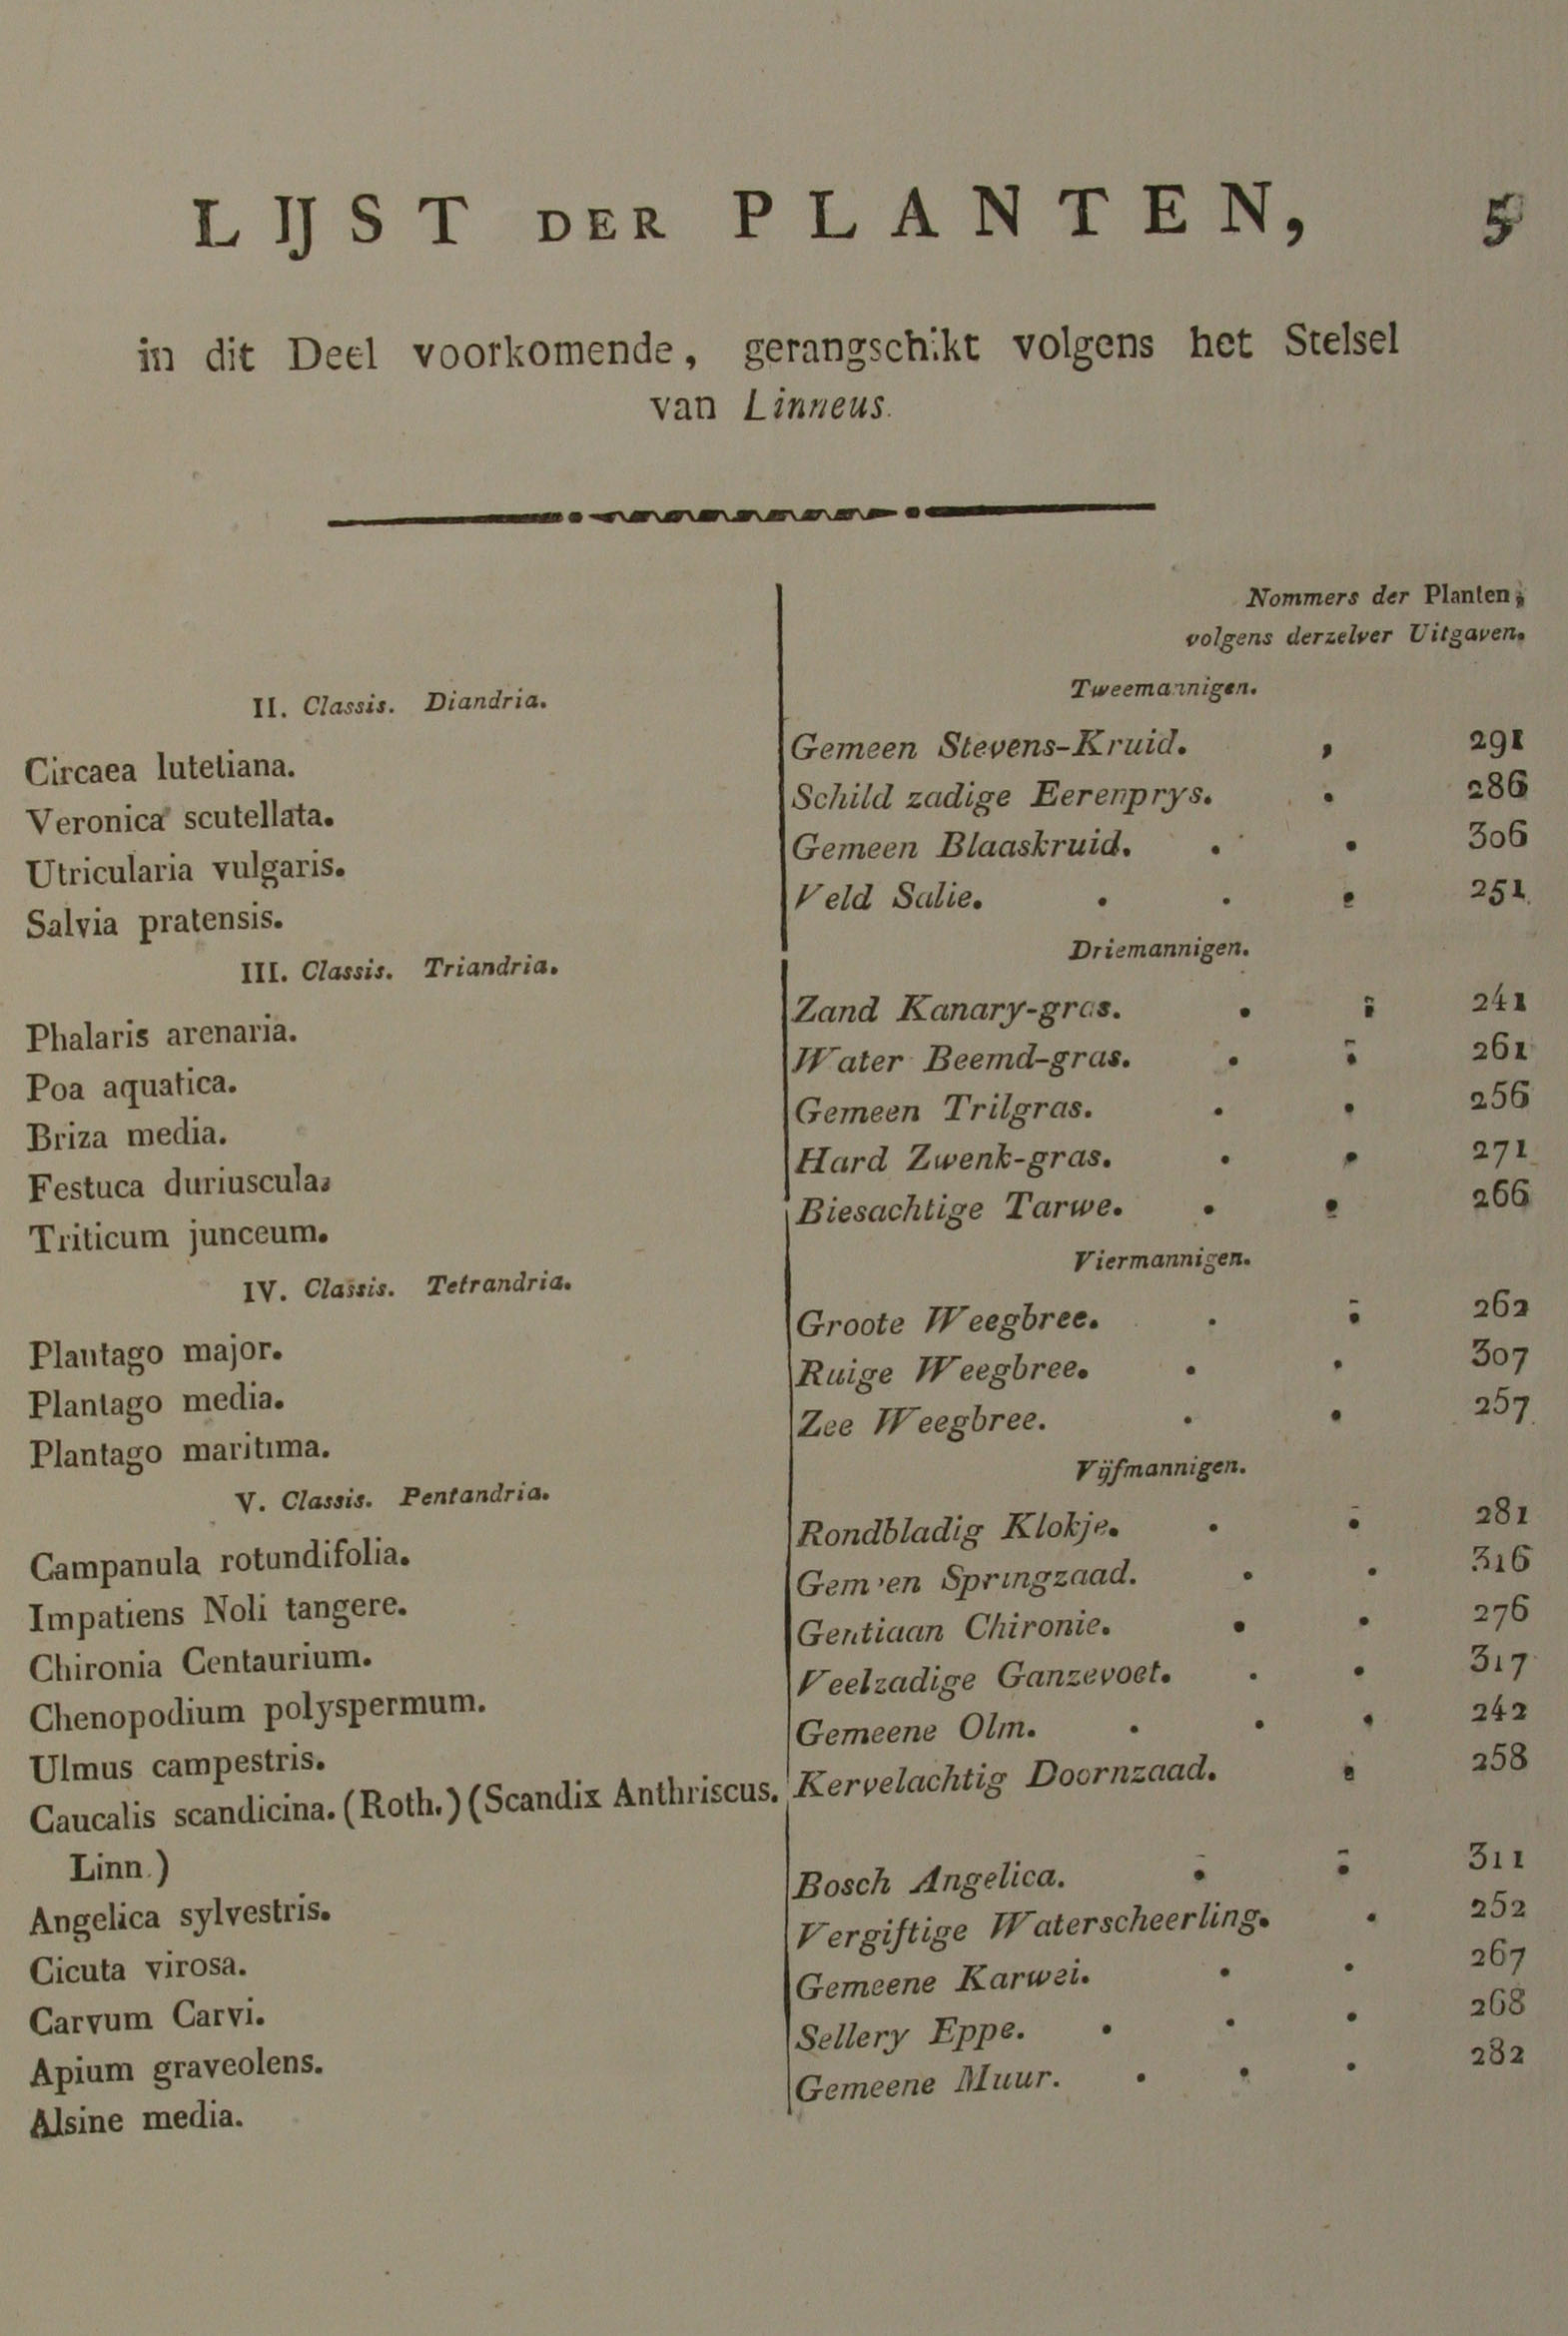 LIJST DER PLANTEN, 5
in dit Deel voorkomende, gerangschikt volgens het Stelsel
van Linneus.
Nommers der Planten,
volgens derzelver Uitgaven.
II. Classis. Diandria. Tweemannigen.
Circaea lutetiana. Gemeen Stevens-Kruid. , 291
Veronica scutellata. Schild zadige Eerenprys. . 286
Utricularia vulgaris. Gemeen Blaaskruid. . . 306
Salvia pratensis. Veld Salie. . . . 251
III. Classis. Triandria. Driemannigen.
Phalaris arenaria. Zand Kanary-gras. . . 241
Poa aquatica. Water Beemd-gras. . . 261
Briza media. Gemeen Trilgras. . . 256
Festuca duriuscula. Hard Zwenk-gras. . . 271
Triticum junceum. Biesachtige Tarwe. . . 266
IV. Classis. Tetrandria. Viermannigen.
Plantago major. Groote Weegbree. . . 262
Plantago media. Ruige Weegbree. . . 307
Plantago maritima. Zee Weegbree. . . 257
V. Classis. Pentandria. Vijfmannigen.
Campanula rotundifolia. Rondbladig Klokje. . . 281
Impatiens Noli tangere. Gemeen Springzaad. . . 316
Chironia Centaurium. Gentiaan Chironie. . . 276
Chenopodium polyspermum. Veelzadige Ganzevoet. . . 317
Ulmus campestris. Gemeene Olm. . . . 242
Caucalis scandicina. (Roth.) (Scandix Anthriscus. Kervelachtig Doornzaad. . 258
Linn.)
Angelica sylvestris. Bosch Angelica. . . 311
Cicuta virosa. Vergiftige Waterscheerling. . 252
Carvum Carvi. Gemeene Karwei. . . 267
Apium graveolens. Sellery Eppe. . . . 268
Alsine media. Gemeene Muur. . . . 282